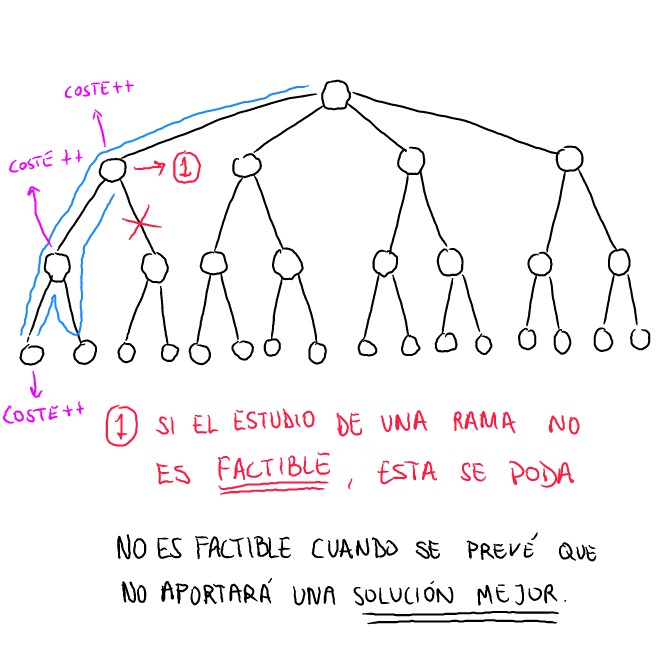 COSTE++
COSTE ++
1
COSTE++
1 SI EL ESTUDIO DE UNA RAMA NO
ES FACTIBLE, ESTA SE PODA
NO ES FACTIBLE CUANDO SE PREVÉ QUE
NO APORTARÁ UNA SOLUCIÓN MEJOR.